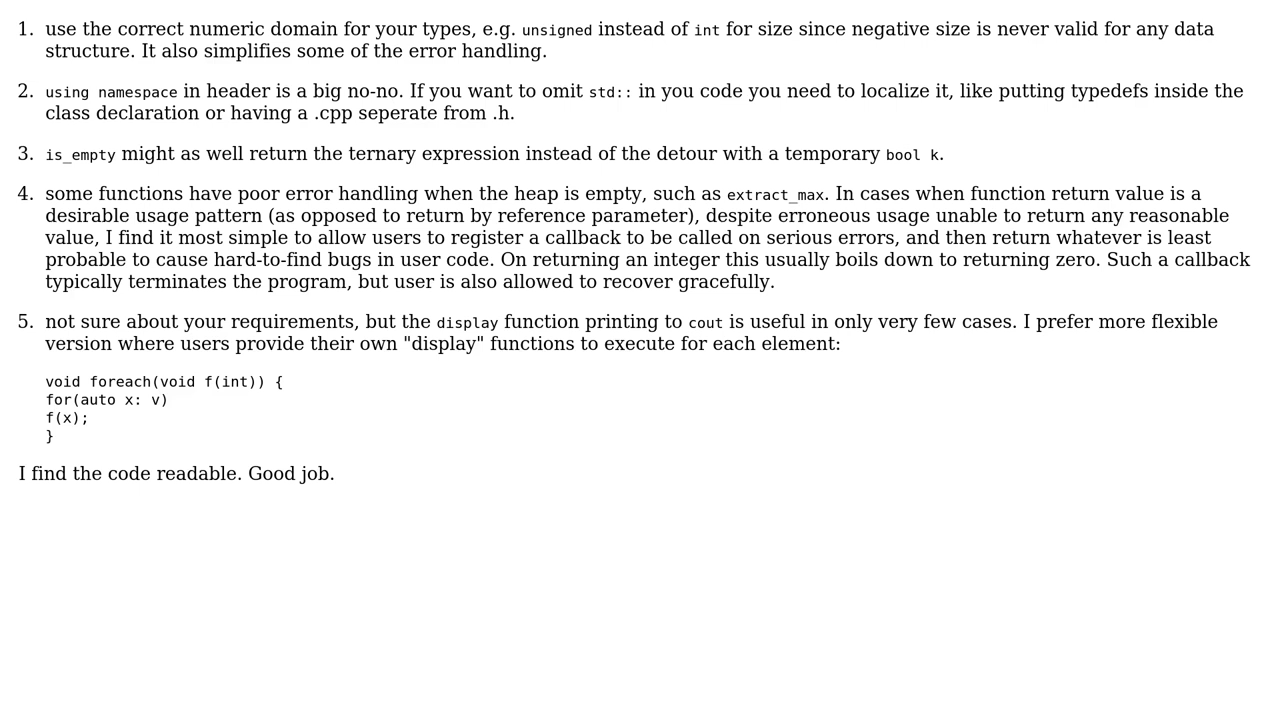 1. use the correct numeric domain for your types, e.g. unsigned instead of int for size since negative size is never valid for any data
structure. It also simplifies some of the error handling.
2. using namespace in header is a big no-no. If you want to omit std:: in you code you need to localize it, like putting typedefs inside the
class declaration or having a .cpp seperate from .h.
3. is_empty might as well return the ternary expression instead of the detour with a temporary bool k.
4. some functions have poor error handling when the heap is empty, such as extract_max. In cases when function return value is a
desirable usage pattern (as opposed to return by reference parameter), despite erroneous usage unable to return any reasonable
value, I find it most simple to allow users to register a callback to be called on serious errors, and then return whatever is least
probable to cause hard-to-find bugs in user code. On returning an integer this usually boils down to returning zero. Such a callback
typically terminates the program, but user is also allowed to recover gracefully.
5. not sure about your requirements, but the display function printing to cout is useful in only very few cases. I prefer more flexible
version where users provide their own "display" functions to execute for each element:
void foreach(void f(int)) {
for(auto x: v)
f(x);
}
I find the code readable. Good job.